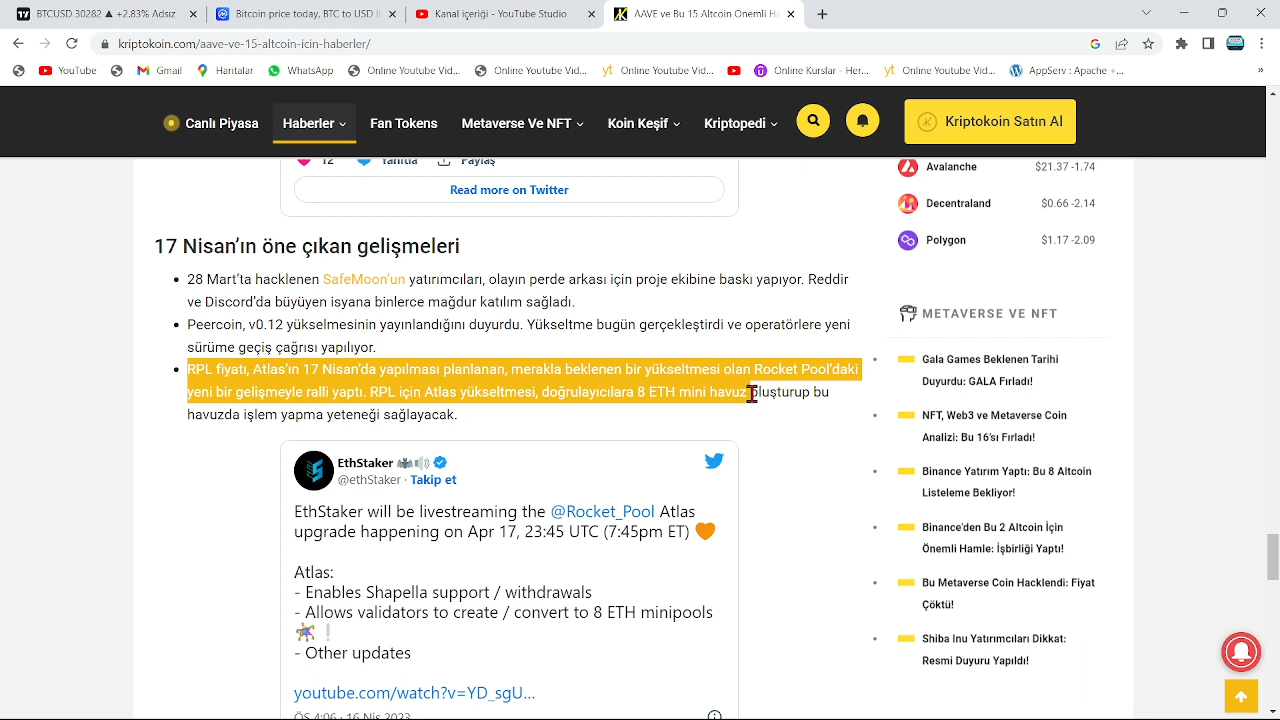 BTCUSD 30282 ▲ +2.83% Adsız
Bitcoin price today, BTC to USD l
Kanal içeriği - YouTube Studio
AAVE ve Bu 15 Altcoin Önemli Ha
kriptokoin.com/aave-ve-15-altcoin-icin-haberler/
YouTube
Gmail
Haritalar
WhatsApp
Online Youtube Vid...
Online Youtube Vid...
yt Online Youtube Vid...
Online Kurslar - Her...
yt Online Youtube Vid...
AppServ : Apache +...
»
Canlı Piyasa
Haberler
Fan Tokens
Metaverse Ve NFT
Koin Keşif
Kriptopedi
Kriptokoin Satın Al
12 Yanıtla Paylaş
Read more on Twitter
17 Nisan’ın öne çıkan gelişmeleri
• 28 Mart’ta hacklenen SafeMoon’un yatırımcıları, olayın perde arkası için proje ekibine baskı yapıyor. Reddir
ve Discord’da büyüyen isyana binlerce mağdur katılım sağladı.
• Peercoin, v0.12 yükselmesinin yayınlandığını duyurdu. Yükseltme bugün gerçekleştirdi ve operatörlere yeni
sürüme geçiş çağrısı yapılıyor.
• RPL fiyatı, Atlas’ın 17 Nisan’da yapılması planlanan, merakla beklenen bir yükseltmesi olan Rocket Pool’daki
yeni bir gelişmeyle ralli yaptı. RPL için Atlas yükseltmesi, doğrulayıcılara 8 ETH mini havuz oluşturup bu
havuzda işlem yapma yeteneği sağlayacak.
EthStaker 🦇🔊
@ethStaker · Takip et
EthStaker will be livestreaming the @Rocket_Pool Atlas
upgrade happening on Apr 17, 23:45 UTC (7:45pm ET) 🧡
Atlas:
- Enables Shapella support / withdrawals
- Allows validators to create / convert to 8 ETH minipools
🪅❕
- Other updates
youtube.com/watch?v=YD_sgU...
ÖS 4:06 · 16 Nis 2023
Avalanche $21.37 -1.74
Decentraland $0.66 -2.14
Polygon $1.17 -2.09
METAVERSE VE NFT
Gala Games Beklenen Tarihi
Duyurdu: GALA Fırladı!
NFT, Web3 ve Metaverse Coin
Analizi: Bu 16’sı Fırladı!
Binance Yatırım Yaptı: Bu 8 Altcoin
Listeleme Bekliyor!
Binance’den Bu 2 Altcoin İçin
Önemli Hamle: İşbirliği Yaptı!
Bu Metaverse Coin Hacklendi: Fiyat
Çöktü!
Shiba Inu Yatırımcıları Dikkat:
Resmi Duyuru Yapıldı!